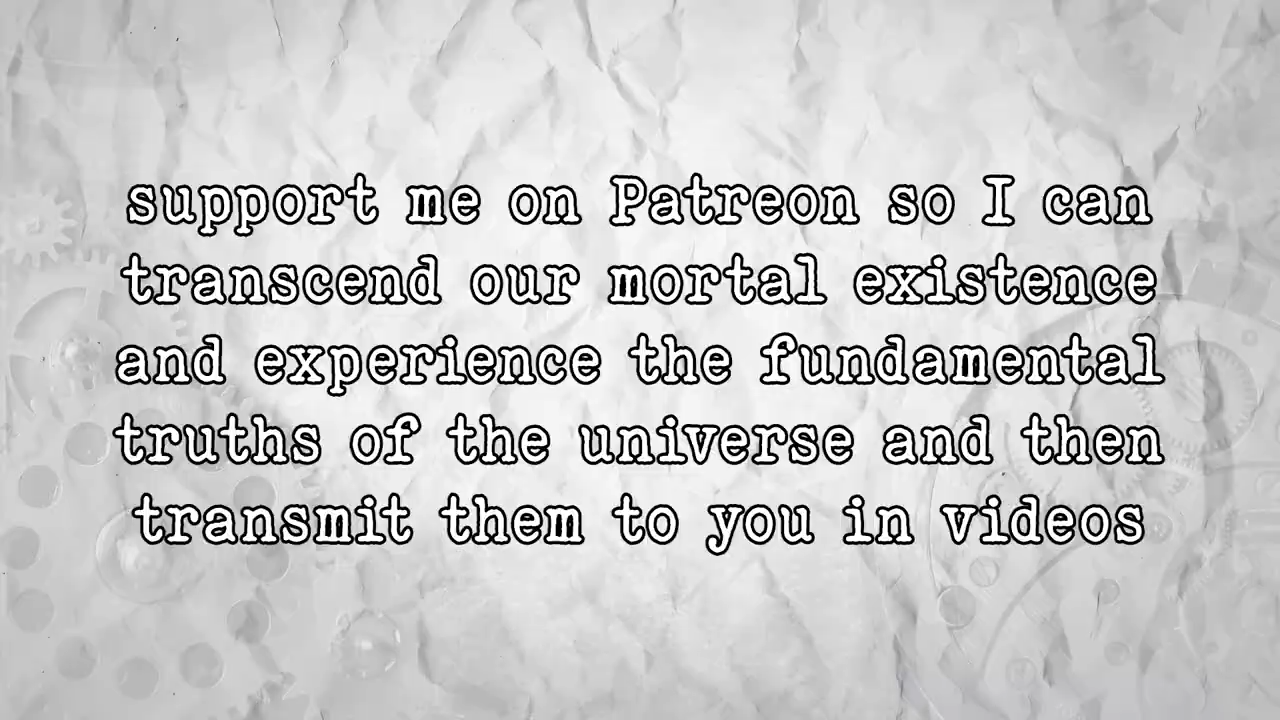 support me on Patreon so I can
transcend our mortal existence
and experience the fundamental
truths of the universe and then
transmit them to you in videos